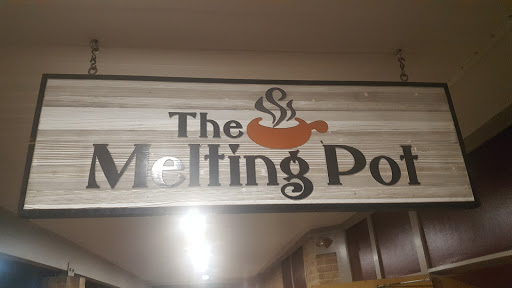 The
Melting Pot